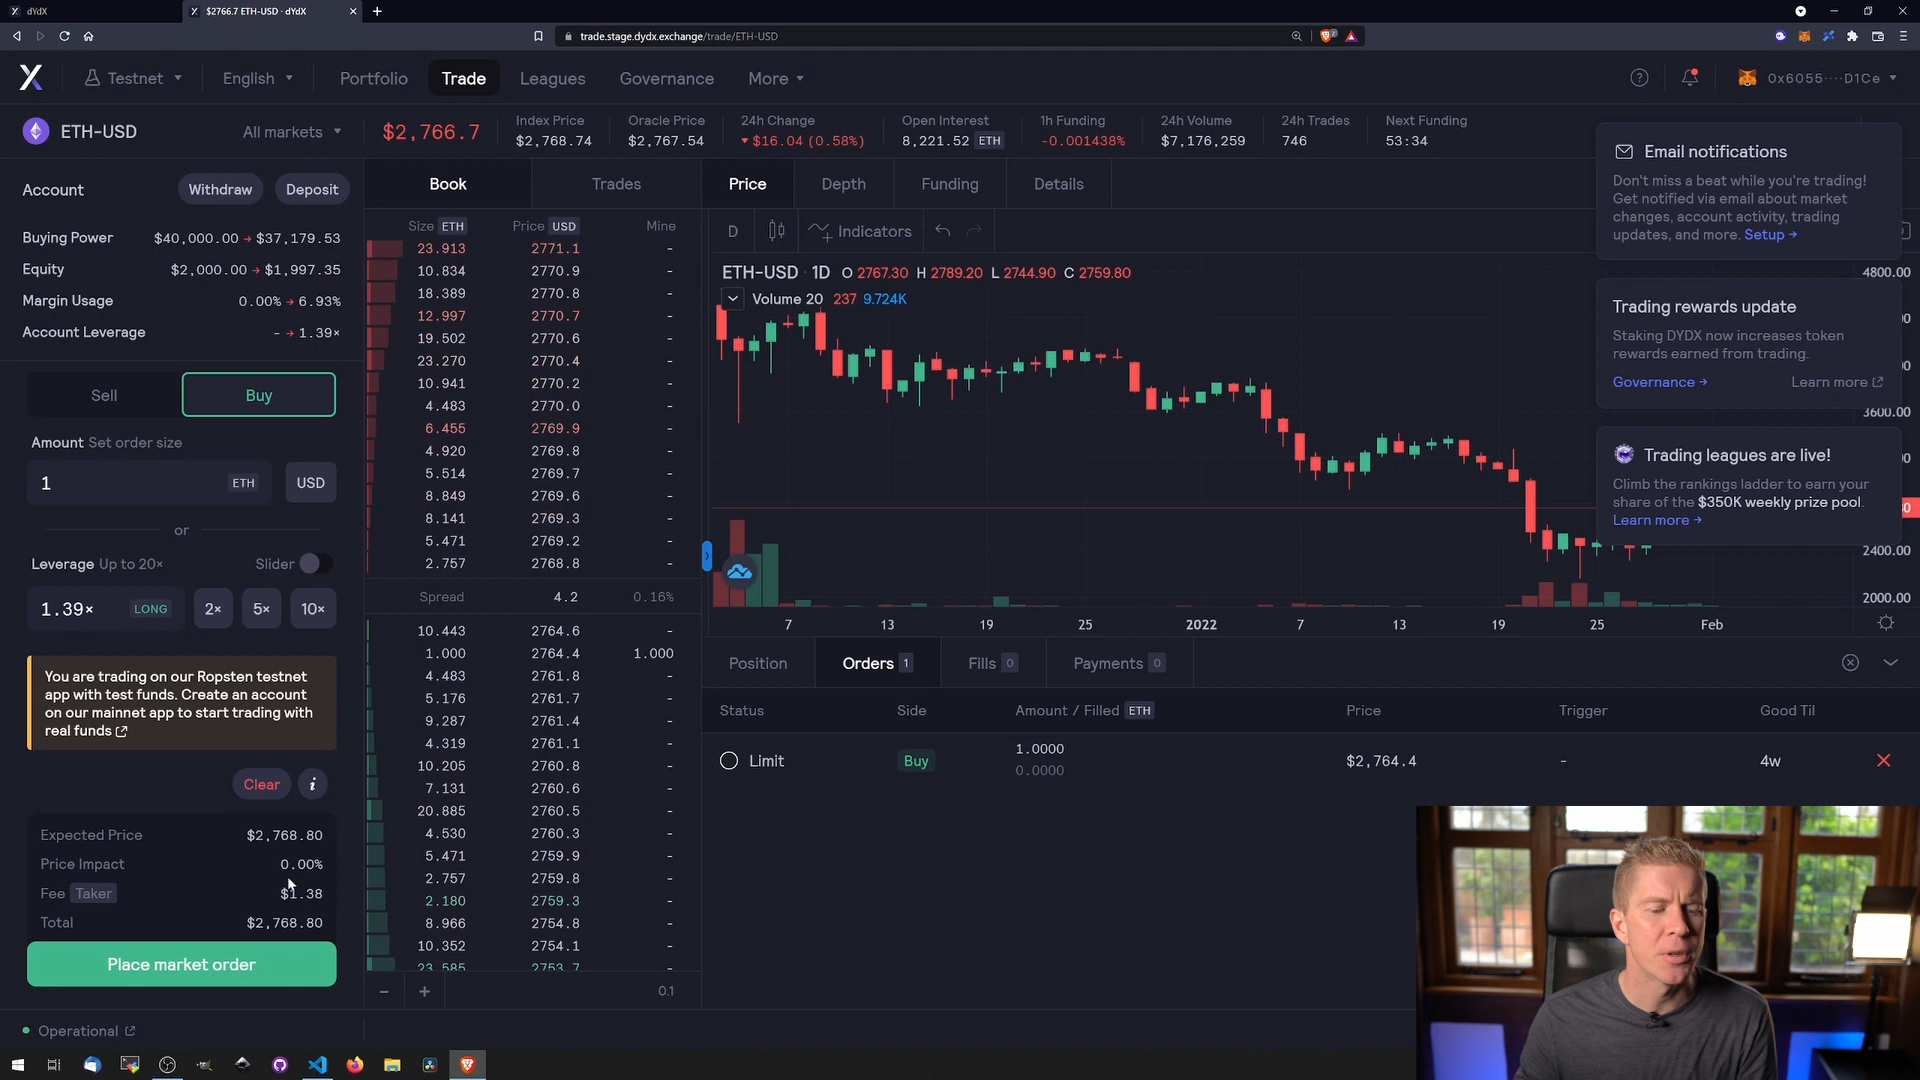 dYdX
$2766.7 ETH-USD · dYdX
trade.stage.dydx.exchange/trade/ETH-USD
Testnet
English
Portfolio
Trade
Leagues
Governance
More
0x6055····D1Ce
ETH-USD
All markets
$2,766.7
Index Price
$2,768.74
Oracle Price
$2,767.54
24h Change
$16.04 (0.58%)
Open Interest
8,221.52 ETH
1h Funding
-0.001438%
24h Volume
$7,176,259
24h Trades
746
Next Funding
53:34
Account
Withdraw
Deposit
Buying Power $40,000.00 → $37,179.53
Equity $2,000.00 → $1,997.35
Margin Usage 0.00% → 6.93%
Account Leverage - → 1.39×
Sell
Buy
Amount Set order size
1 ETH
USD
or
Leverage Up to 20×
Slider
1.39× LONG
2×
5×
10×
You are trading on our Ropsten testnet
app with test funds. Create an account
on our mainnet app to start trading with
real funds
Clear
i
Expected Price $2,768.80
Price Impact 0.00%
Fee Taker $1.38
Total $2,768.80
Place market order
Operational
Book
Trades
Size ETH Price USD Mine
23.913 2771.1 -
10.834 2770.9 -
18.389 2770.8 -
12.997 2770.7 -
19.502 2770.6 -
23.270 2770.4 -
10.941 2770.2 -
4.483 2770.0 -
6.455 2769.9 -
4.920 2769.8 -
5.514 2769.7 -
8.849 2769.6 -
8.141 2769.3 -
5.471 2769.2 -
2.757 2768.8 -
Spread 4.2 0.16%
10.443 2764.6 -
1.000 2764.4 1.000
4.483 2761.8 -
5.176 2761.7 -
9.287 2761.4 -
4.319 2761.1 -
10.205 2760.8 -
7.131 2760.6 -
20.885 2760.5 -
4.530 2760.3 -
5.471 2759.9 -
2.757 2759.8 -
2.180 2759.3 -
8.966 2754.8 -
10.352 2754.1 -
23.585 2753.7 -
− + 0.1
Price
Depth
Funding
Details
D
Indicators
ETH-USD · 1D O 2767.30 H 2789.20 L 2744.90 C 2759.80
Volume 20 237 9.724K
4800.00
3600.00
2400.00
2000.00
7 13 19 25 2022 7 13 19 25 Feb
Email notifications
Don't miss a beat while you're trading!
Get notified via email about market
changes, account activity, trading
updates, and more. Setup →
Trading rewards update
Staking DYDX now increases token
rewards earned from trading.
Governance →
Learn more
Trading leagues are live!
Climb the rankings ladder to earn your
share of the $350K weekly prize pool.
Learn more →
Position
Orders 1
Fills 0
Payments 0
Status Side Amount / Filled ETH Price Trigger Good Til
Limit Buy 1.0000 $2,764.4 - 4w
0.0000